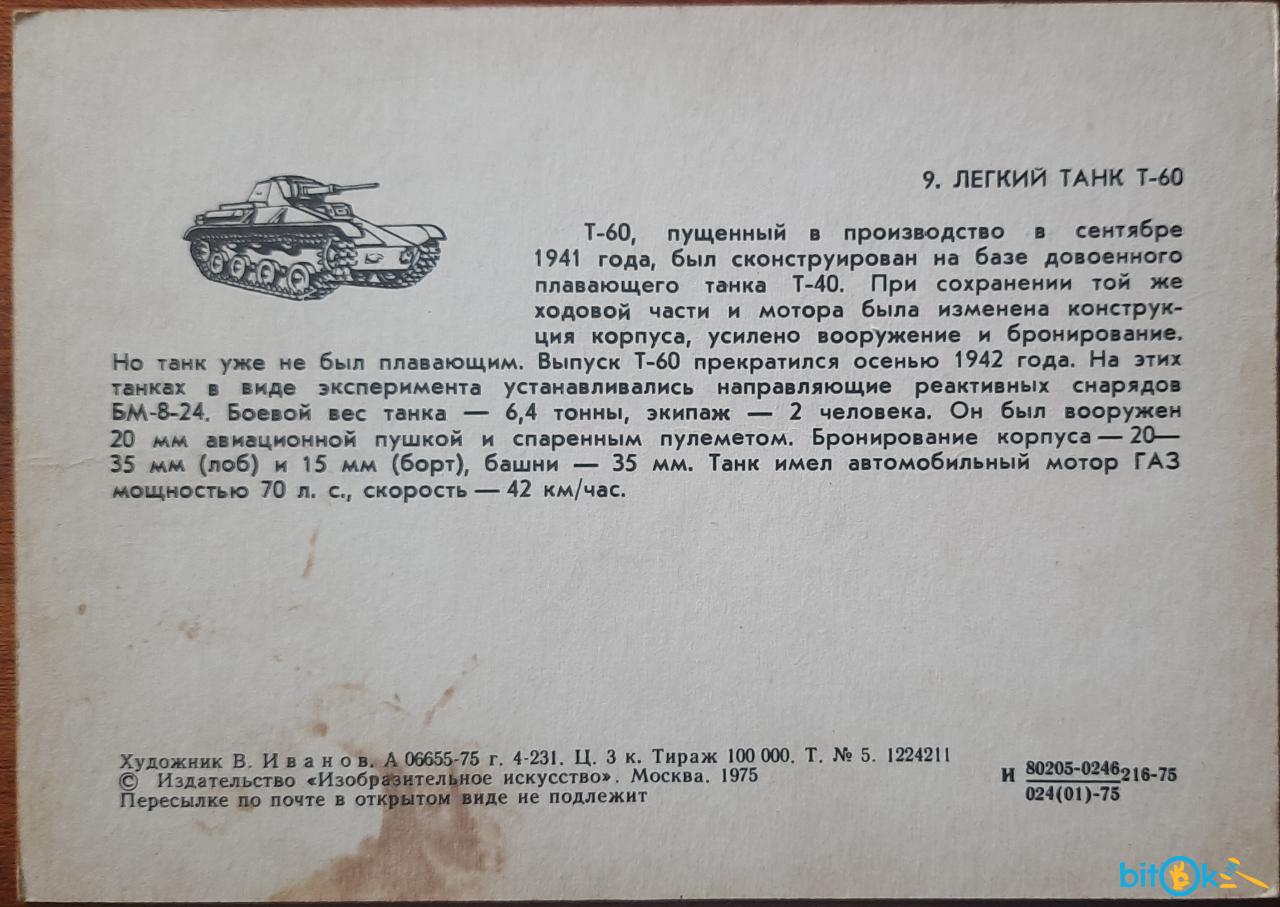 9. ЛЕГКИЙ ТАНК Т-60
Т-60, пущенный в производство в сентябре
1941 года, был сконструирован на базе довоенного
плавающего танка Т-40. При сохранении той же
ходовой части и мотора была изменена конструк-
ция корпуса, усилено вооружение и бронирование.
Но танк уже не был плавающим. Выпуск Т-60 прекратился осенью 1942 года. На этих
танках в виде эксперимента устанавливались направляющие реактивных снарядов
БМ-8-24. Боевой вес танка — 6,4 тонны, экипаж — 2 человека. Он был вооружен
20 мм авиационной пушкой и спаренным пулеметом. Бронирование корпуса — 20—
35 мм (лоб) и 15 мм (борт), башни — 35 мм. Танк имел автомобильный мотор ГАЗ
мощностью 70 л. с., скорость — 42 км/час.
Художник В. Иванов. А 06655-75 г. 4-231. Ц. 3 к. Тираж 100 000. Т. № 5. 1224211
© Издательство «Изобразительное искусство». Москва. 1975
Пересылке по почте в открытом виде не подлежит
И 80205-0246 216-75
024(01)-75
bitOk